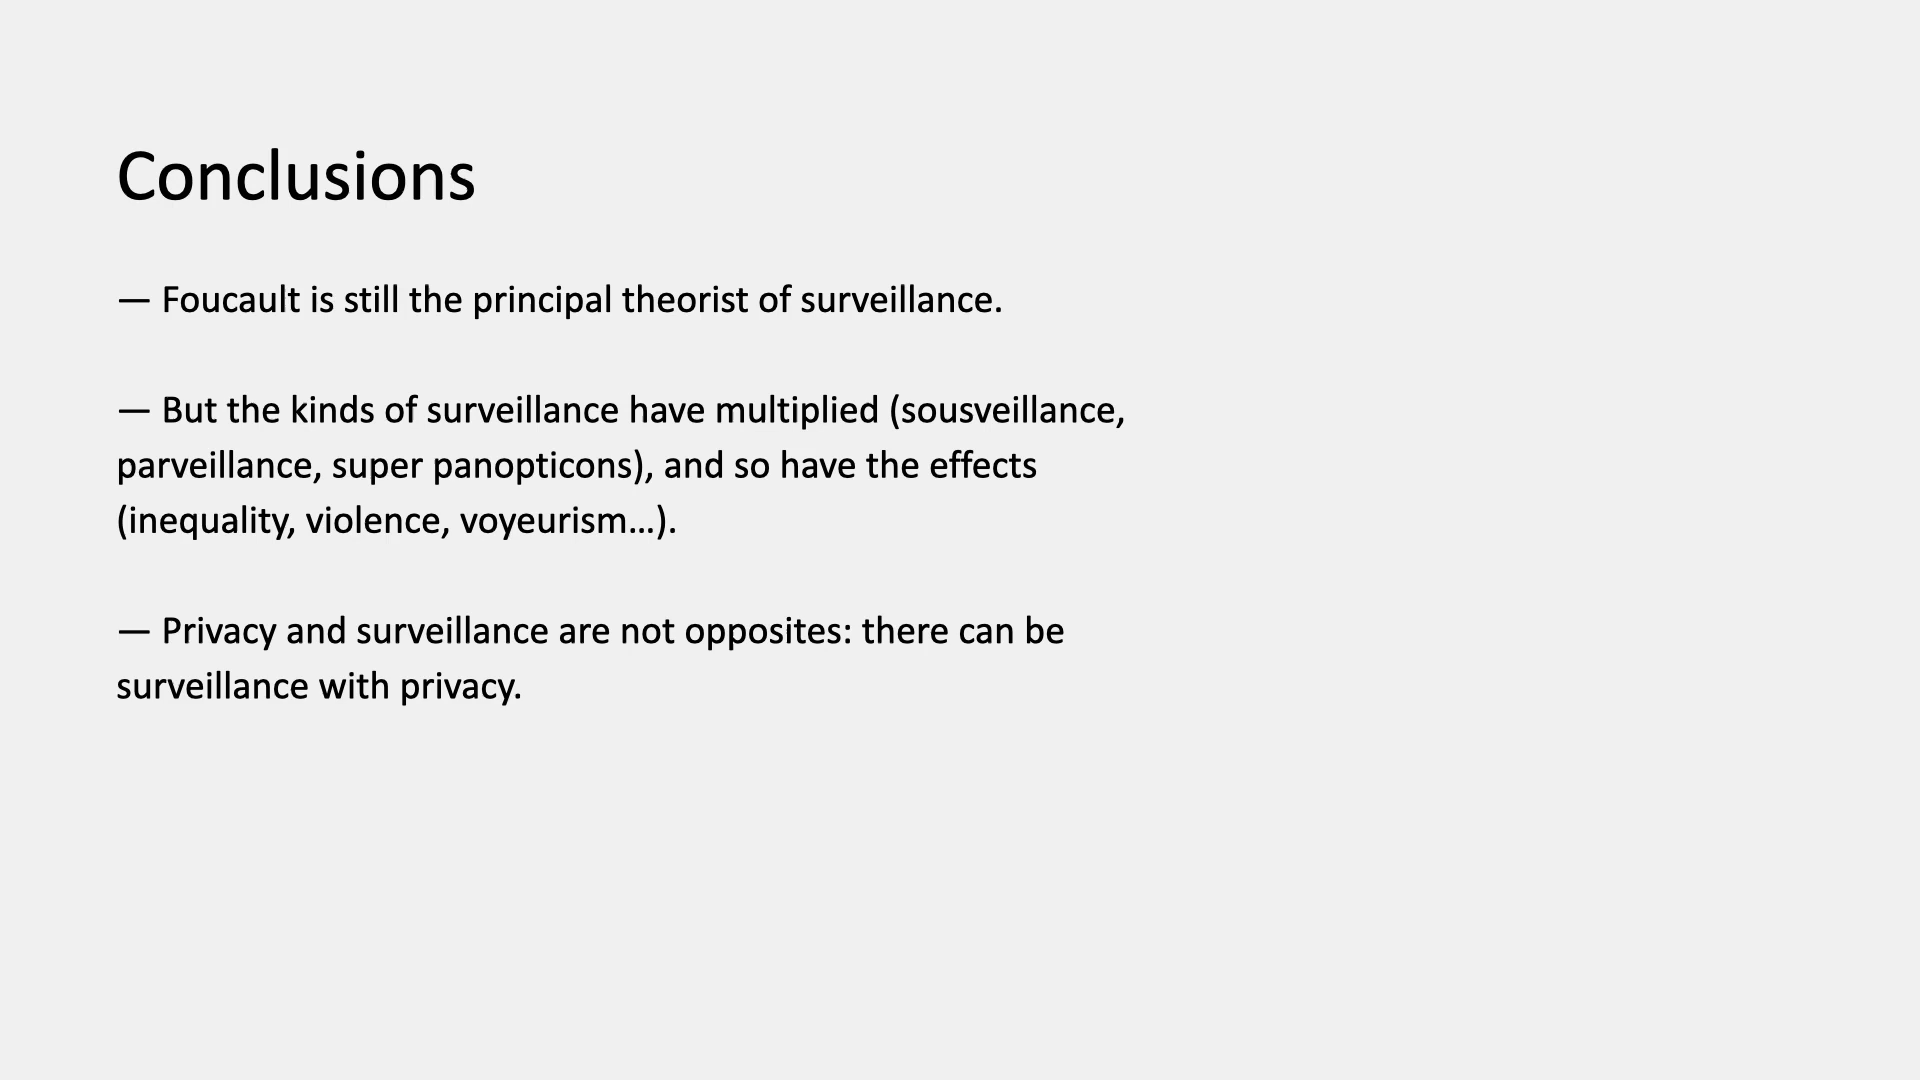 Conclusions
— Foucault is still the principal theorist of surveillance.
— But the kinds of surveillance have multiplied (sousveillance,
parveillance, super panopticons), and so have the effects
(inequality, violence, voyeurism…).
— Privacy and surveillance are not opposites: there can be
surveillance with privacy.